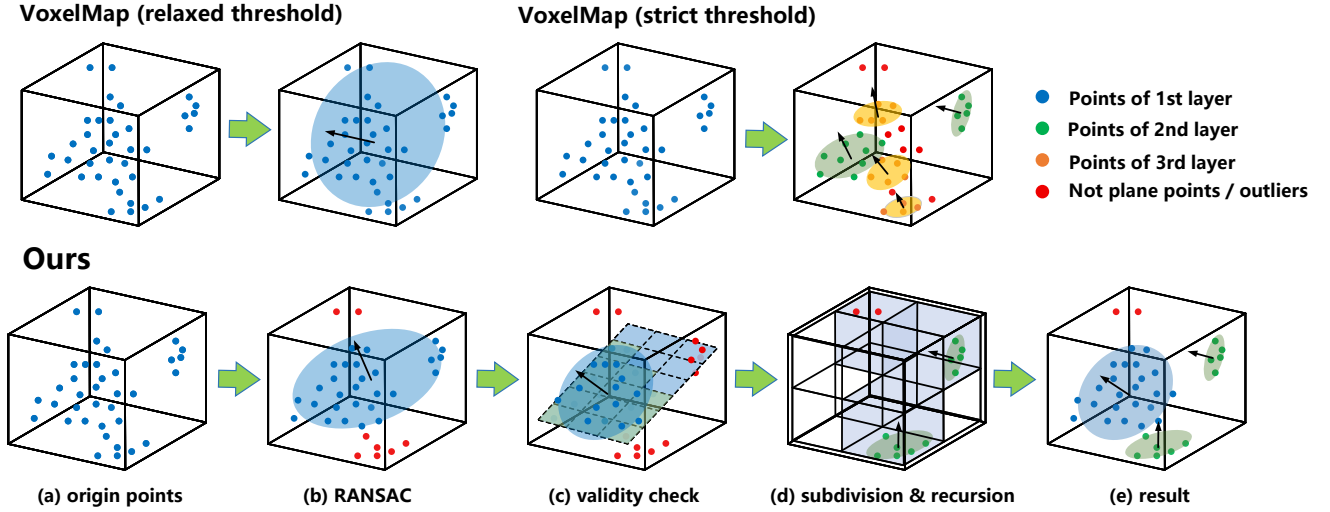 VoxelMap (relaxed threshold)
VoxelMap (strict threshold)
Points of 1st layer
Points of 2nd layer
Points of 3rd layer
Not plane points / outliers
Ours
(a) origin points
(b) RANSAC
(c) validity check
(d) subdivision & recursion
(e) result